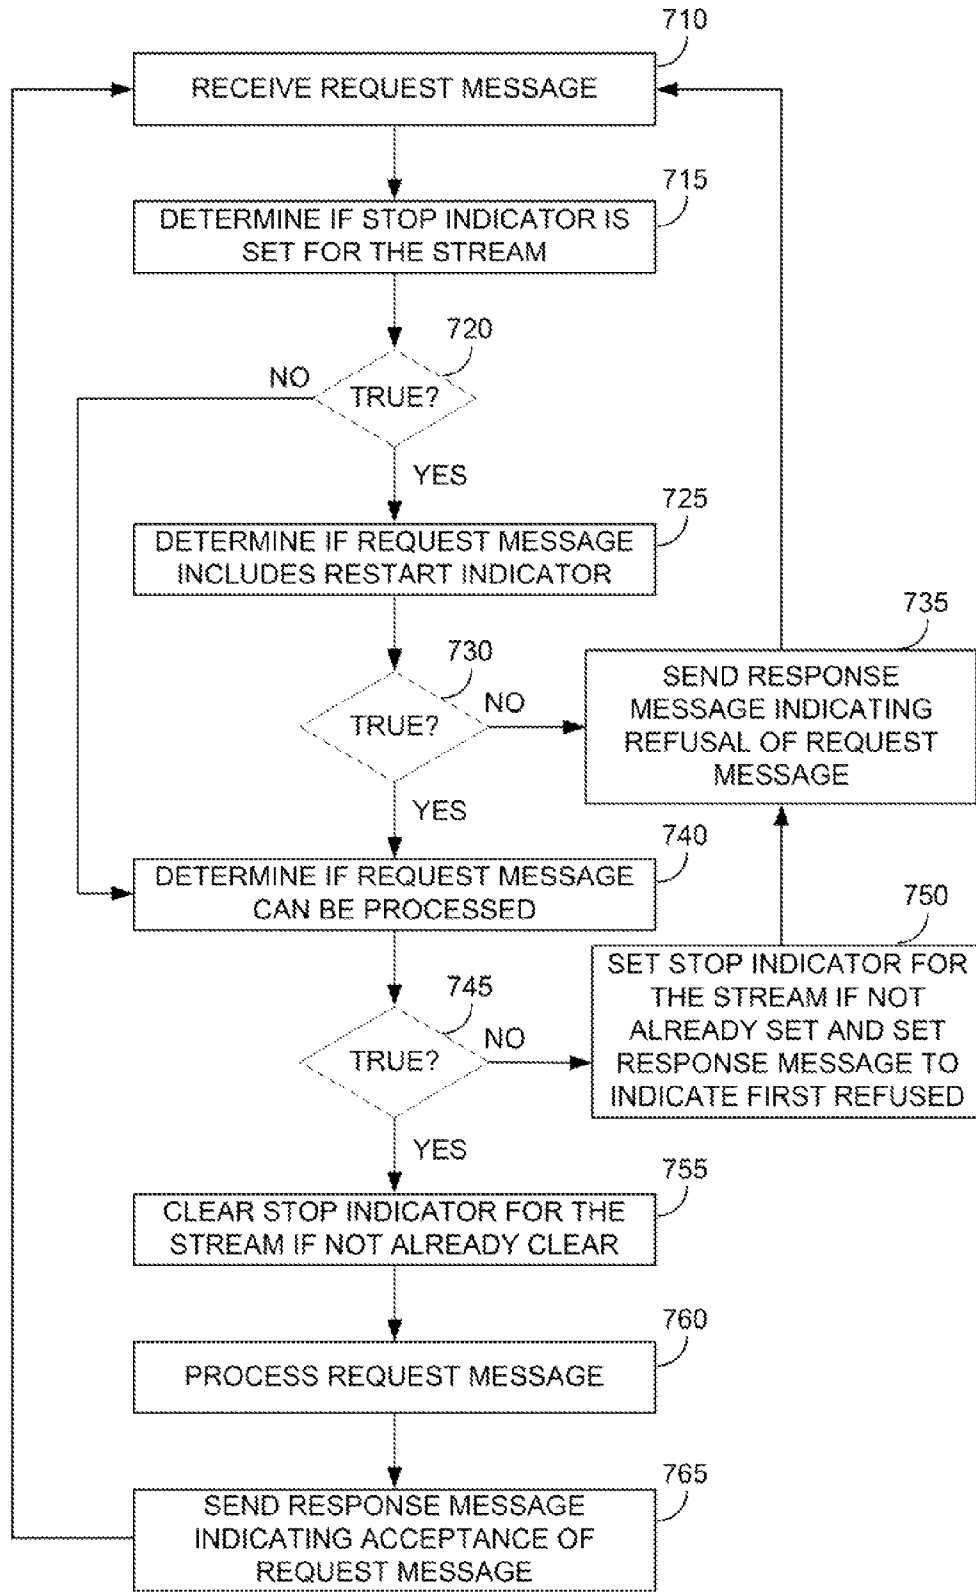 710
RECEIVE REQUEST MESSAGE
715
DETERMINE IF STOP INDICATOR IS
SET FOR THE STREAM
720
NO
TRUE?
YES
725
DETERMINE IF REQUEST MESSAGE
INCLUDES RESTART INDICATOR
730
TRUE?
NO
YES
735
SEND RESPONSE
MESSAGE INDICATING
REFUSAL OF REQUEST
MESSAGE
740
DETERMINE IF REQUEST MESSAGE
CAN BE PROCESSED
745
TRUE?
NO
YES
750
SET STOP INDICATOR FOR
THE STREAM IF NOT
ALREADY SET AND SET
RESPONSE MESSAGE TO
INDICATE FIRST REFUSED
755
CLEAR STOP INDICATOR FOR THE
STREAM IF NOT ALREADY CLEAR
760
PROCESS REQUEST MESSAGE
765
SEND RESPONSE MESSAGE
INDICATING ACCEPTANCE OF
REQUEST MESSAGE